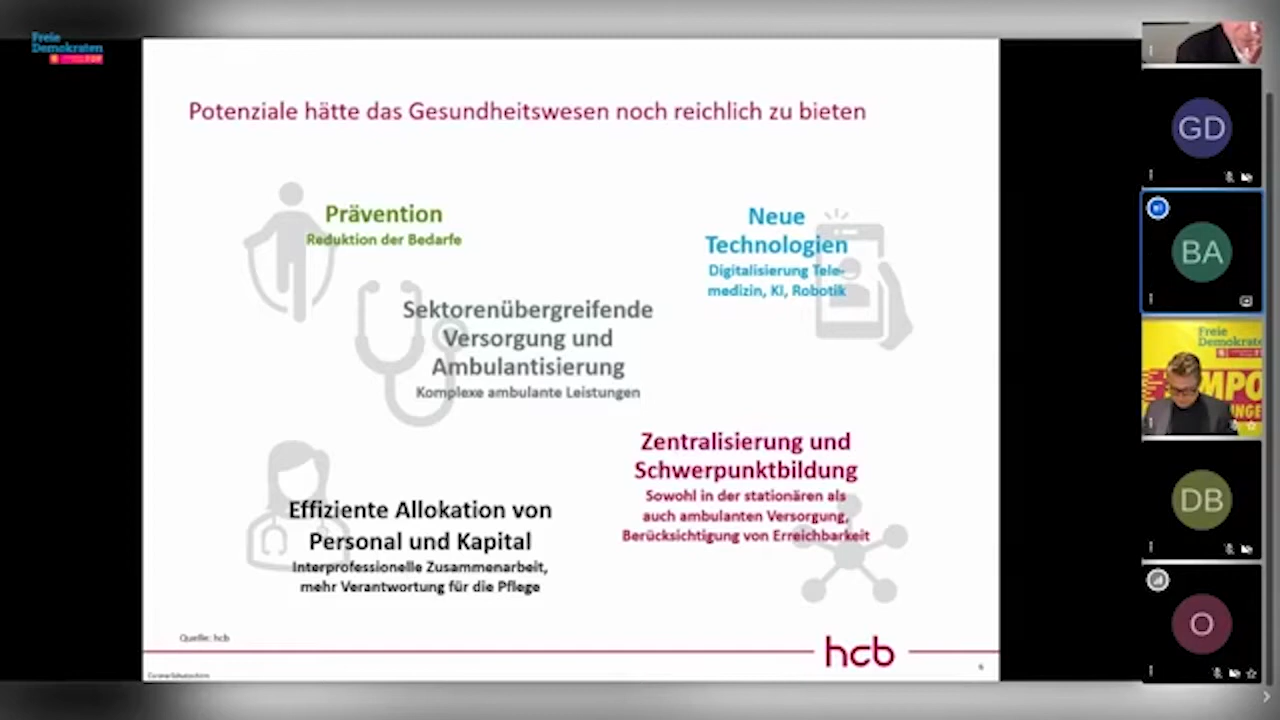 Freie
Demokraten
FDP
Potenziale hätte das Gesundheitswesen noch reichlich zu bieten
Prävention
Reduktion der Bedarfe
Neue
Technologien
Digitalisierung Tele-
medizin, KI, Robotik
Sektorenübergreifende
Versorgung und
Ambulantisierung
Komplexe ambulante Leistungen
Zentralisierung und
Schwerpunktbildung
Sowohl in der stationären als
auch ambulanten Versorgung,
Berücksichtigung von Erreichbarkeit
Effiziente Allokation von
Personal und Kapital
Interprofessionelle Zusammenarbeit,
mehr Verantwortung für die Pflege
Quelle: hcb
hcb
GD
BA
Freie
Demokrate
MPO
NGE
DB
O